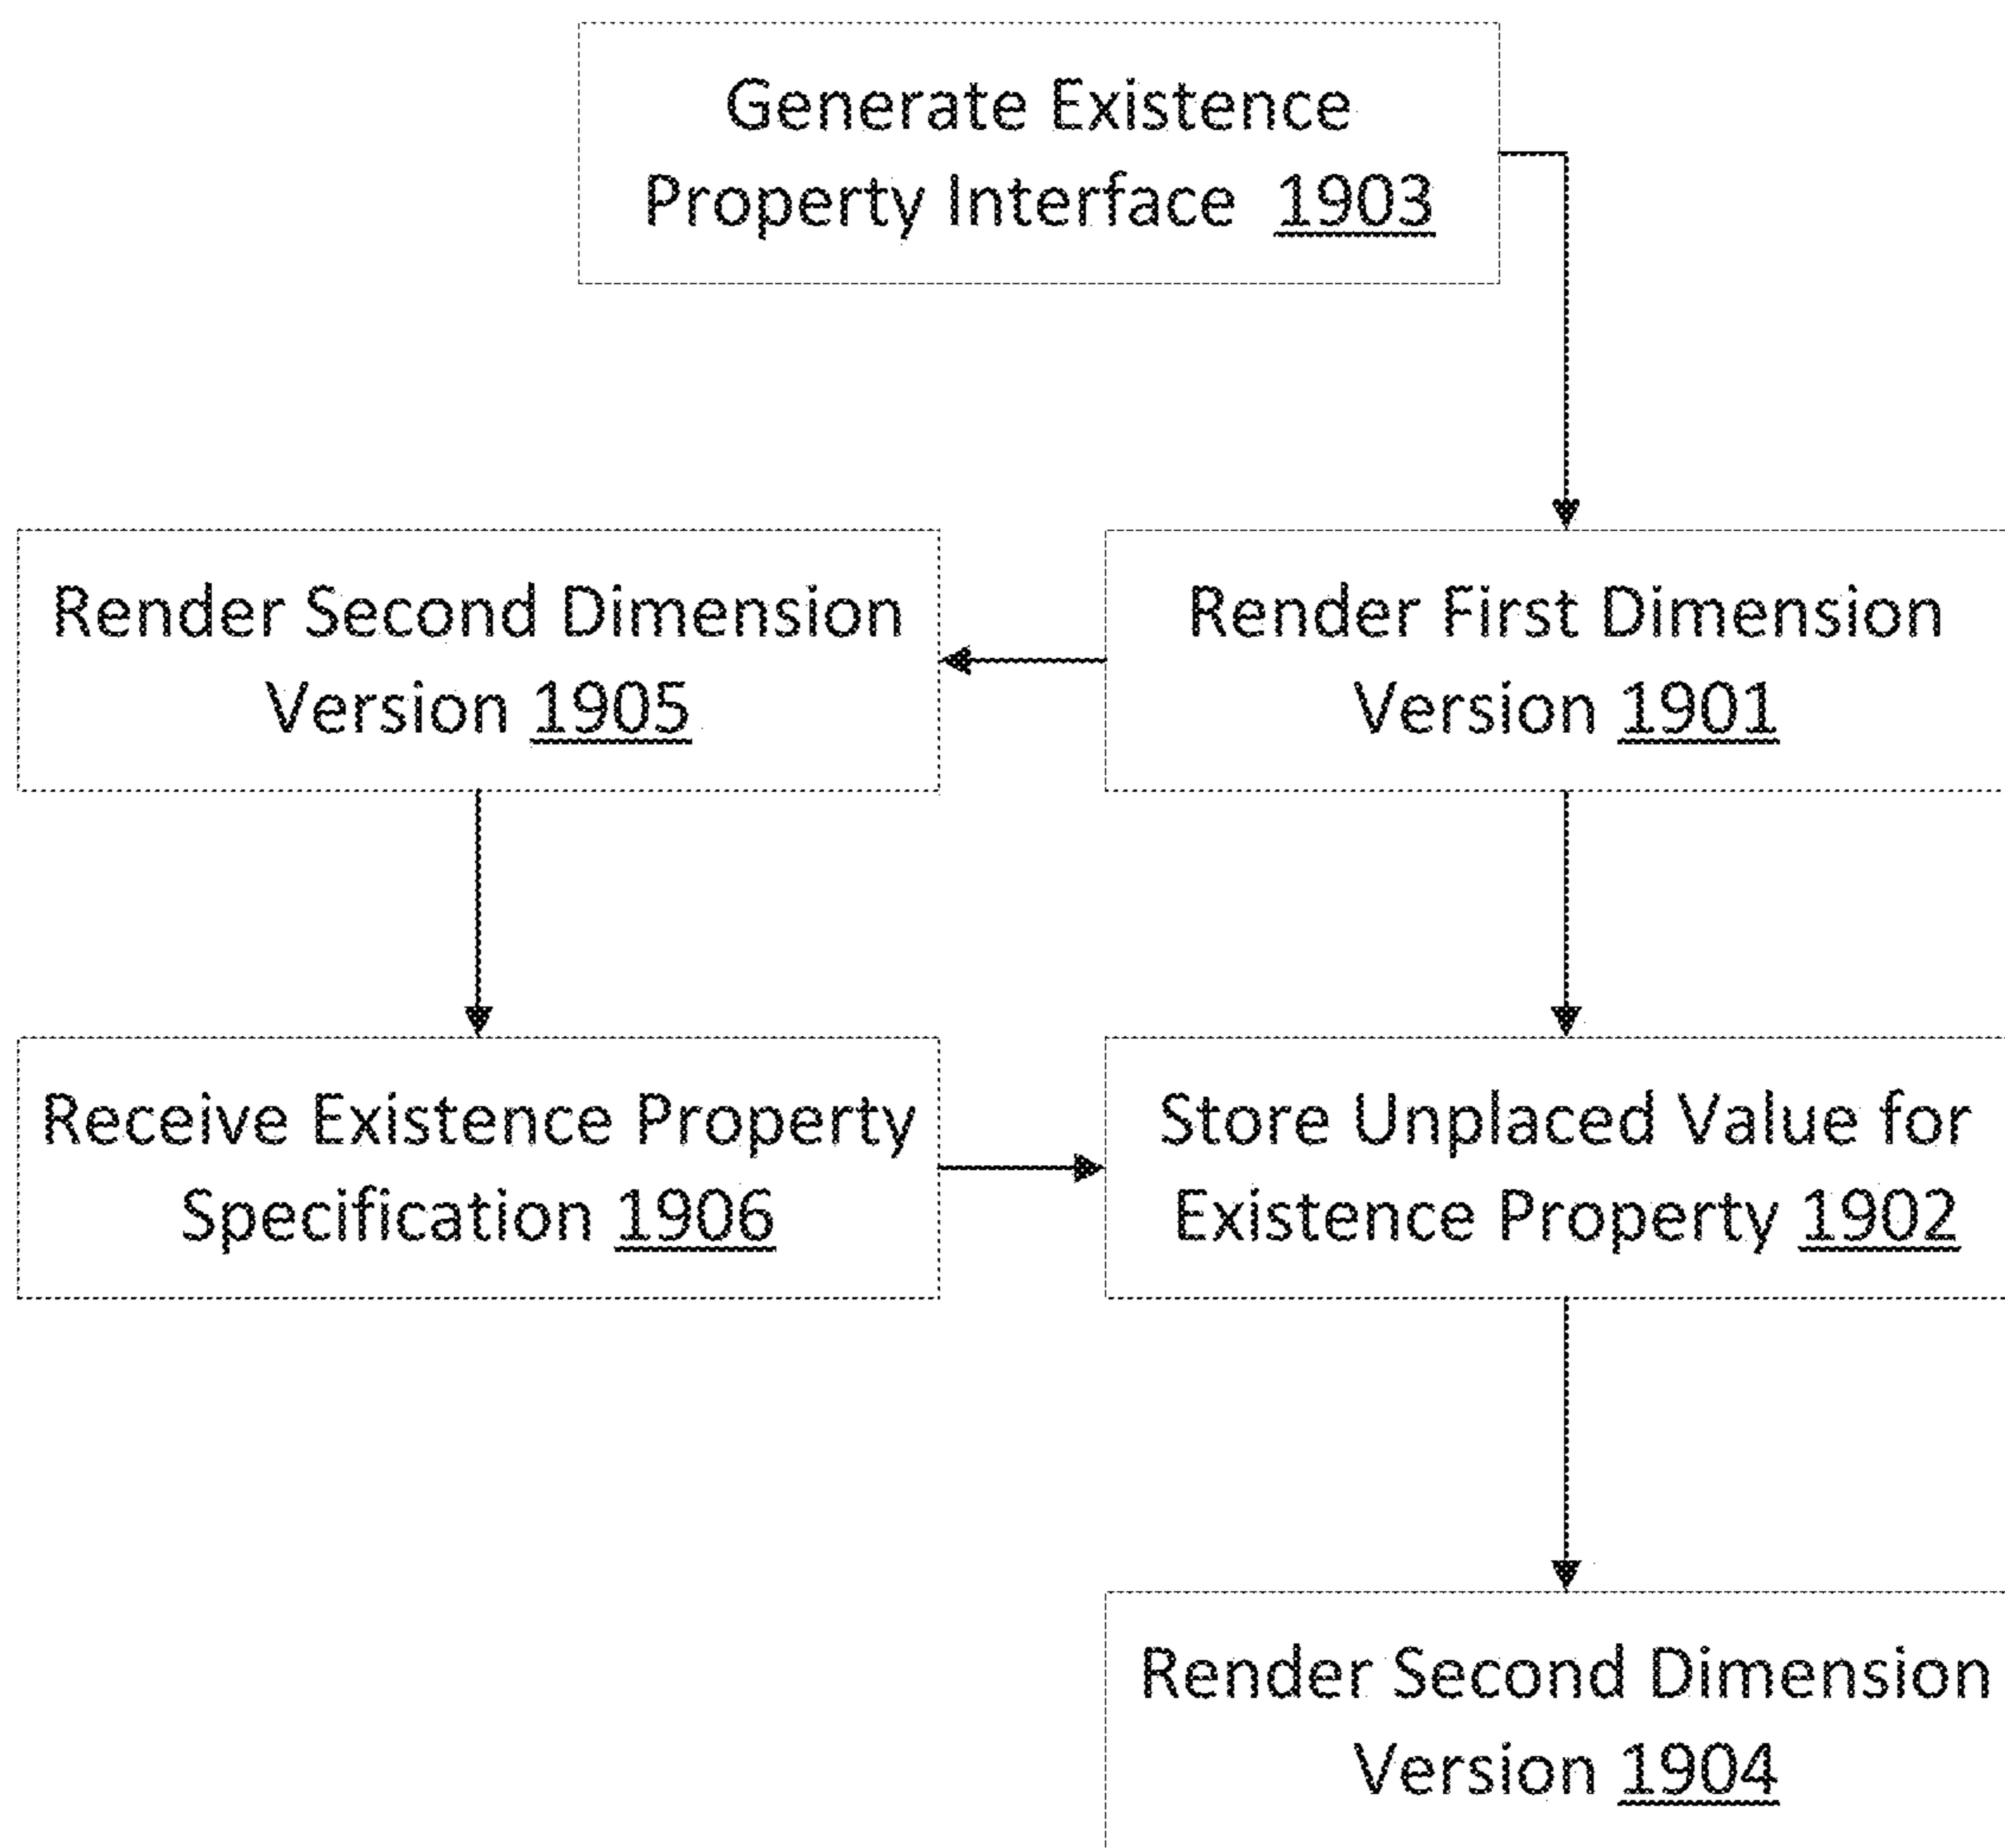 Generate Existence
Property Interface 1903
Render Second Dimension
Version 1905
Render First Dimension
Version 1901
Receive Existence Property
Specification 1906
Store Unplaced Value for
Existence Property 1902
Render Second Dimension
Version 1904